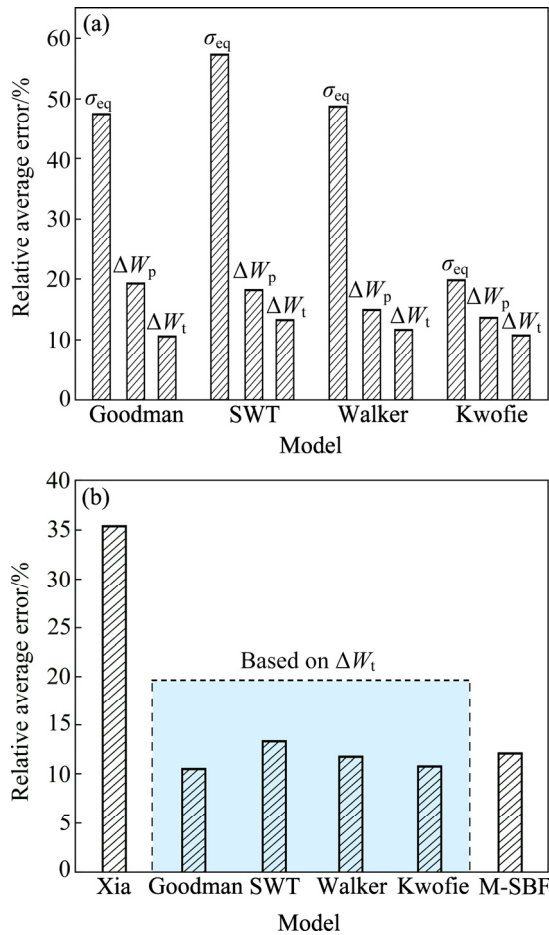 (a)
Relative average error/%
60
50
40
30
20
10
0
σeq
ΔWp
ΔWt
σeq
ΔWp
ΔWt
σeq
ΔWp
ΔWt
σeq
ΔWp
ΔWt
Goodman SWT Walker Kwofie
Model
(b)
Relative average error/%
40
35
30
25
20
15
10
5
0
Based on ΔWt
Xia Goodman SWT Walker Kwofie M-SBF
Model